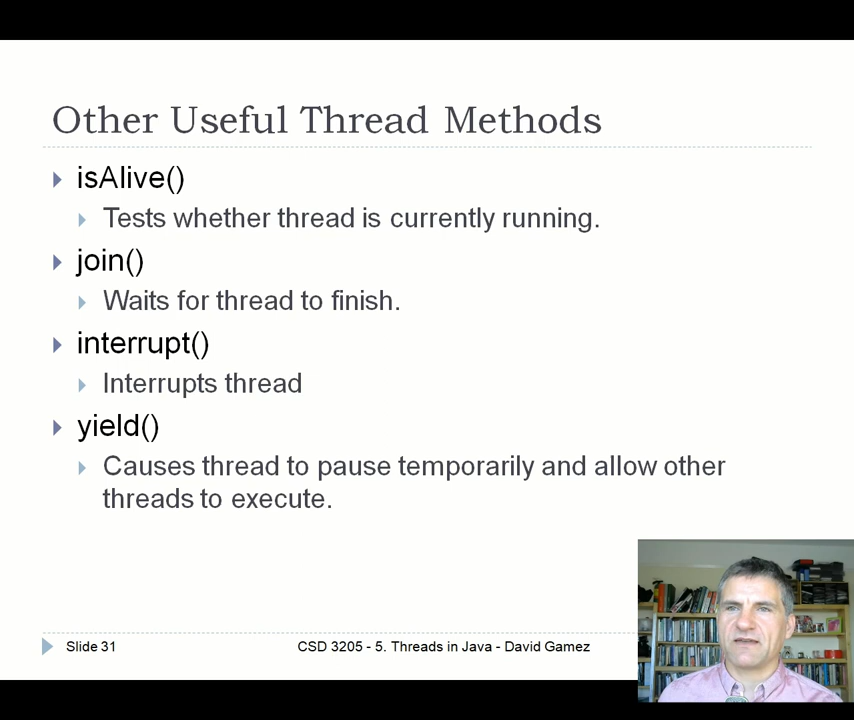 Other Useful Thread Methods
isAlive()
Tests whether thread is currently running.
join()
Waits for thread to finish.
interrupt()
Interrupts thread
yield()
Causes thread to pause temporarily and allow other
threads to execute.
Slide 31
CSD 3205 - 5. Threads in Java - David Gamez